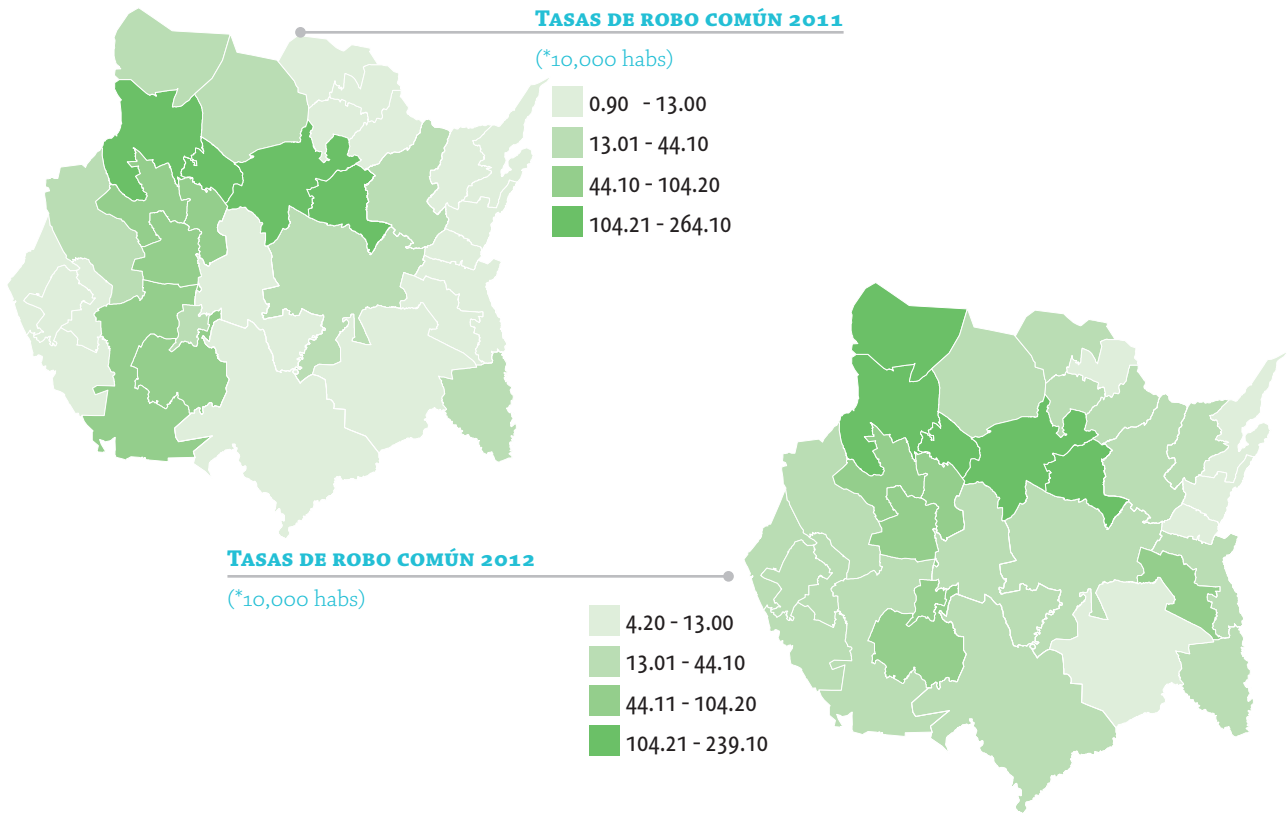 TASAS DE ROBO COMÚN 2011
(*10,000 habs)
0.90 - 13.00
13.01 - 44.10
44.10 - 104.20
104.21 - 264.10
TASAS DE ROBO COMÚN 2012
(*10,000 habs)
4.20 - 13.00
13.01 - 44.10
44.11 - 104.20
104.21 - 239.10